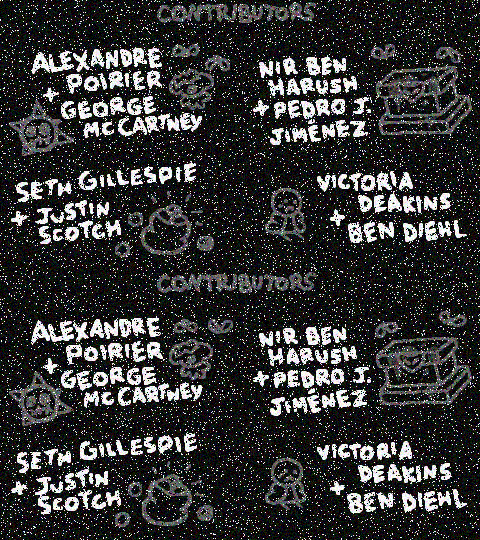 CONTRIBUTORS
ALEXANDRE
POIRIER
+ GEORGE
MCCARTNEY
NIR BEN
HARUSH
+ PEDRO J.
JIMÉNEZ
SETH GILLESPIE
+ JUSTIN
SCOTCH
VICTORIA
DEAKINS
+ BEN DIEHL
CONTRIBUTORS
ALEXANDRE
POIRIER
+ GEORGE
MCCARTNEY
NIR BEN
HARUSH
+ PEDRO J.
JIMÉNEZ
SETH GILLESPIE
+ JUSTIN
SCOTCH
VICTORIA
DEAKINS
+ BEN DIEHL